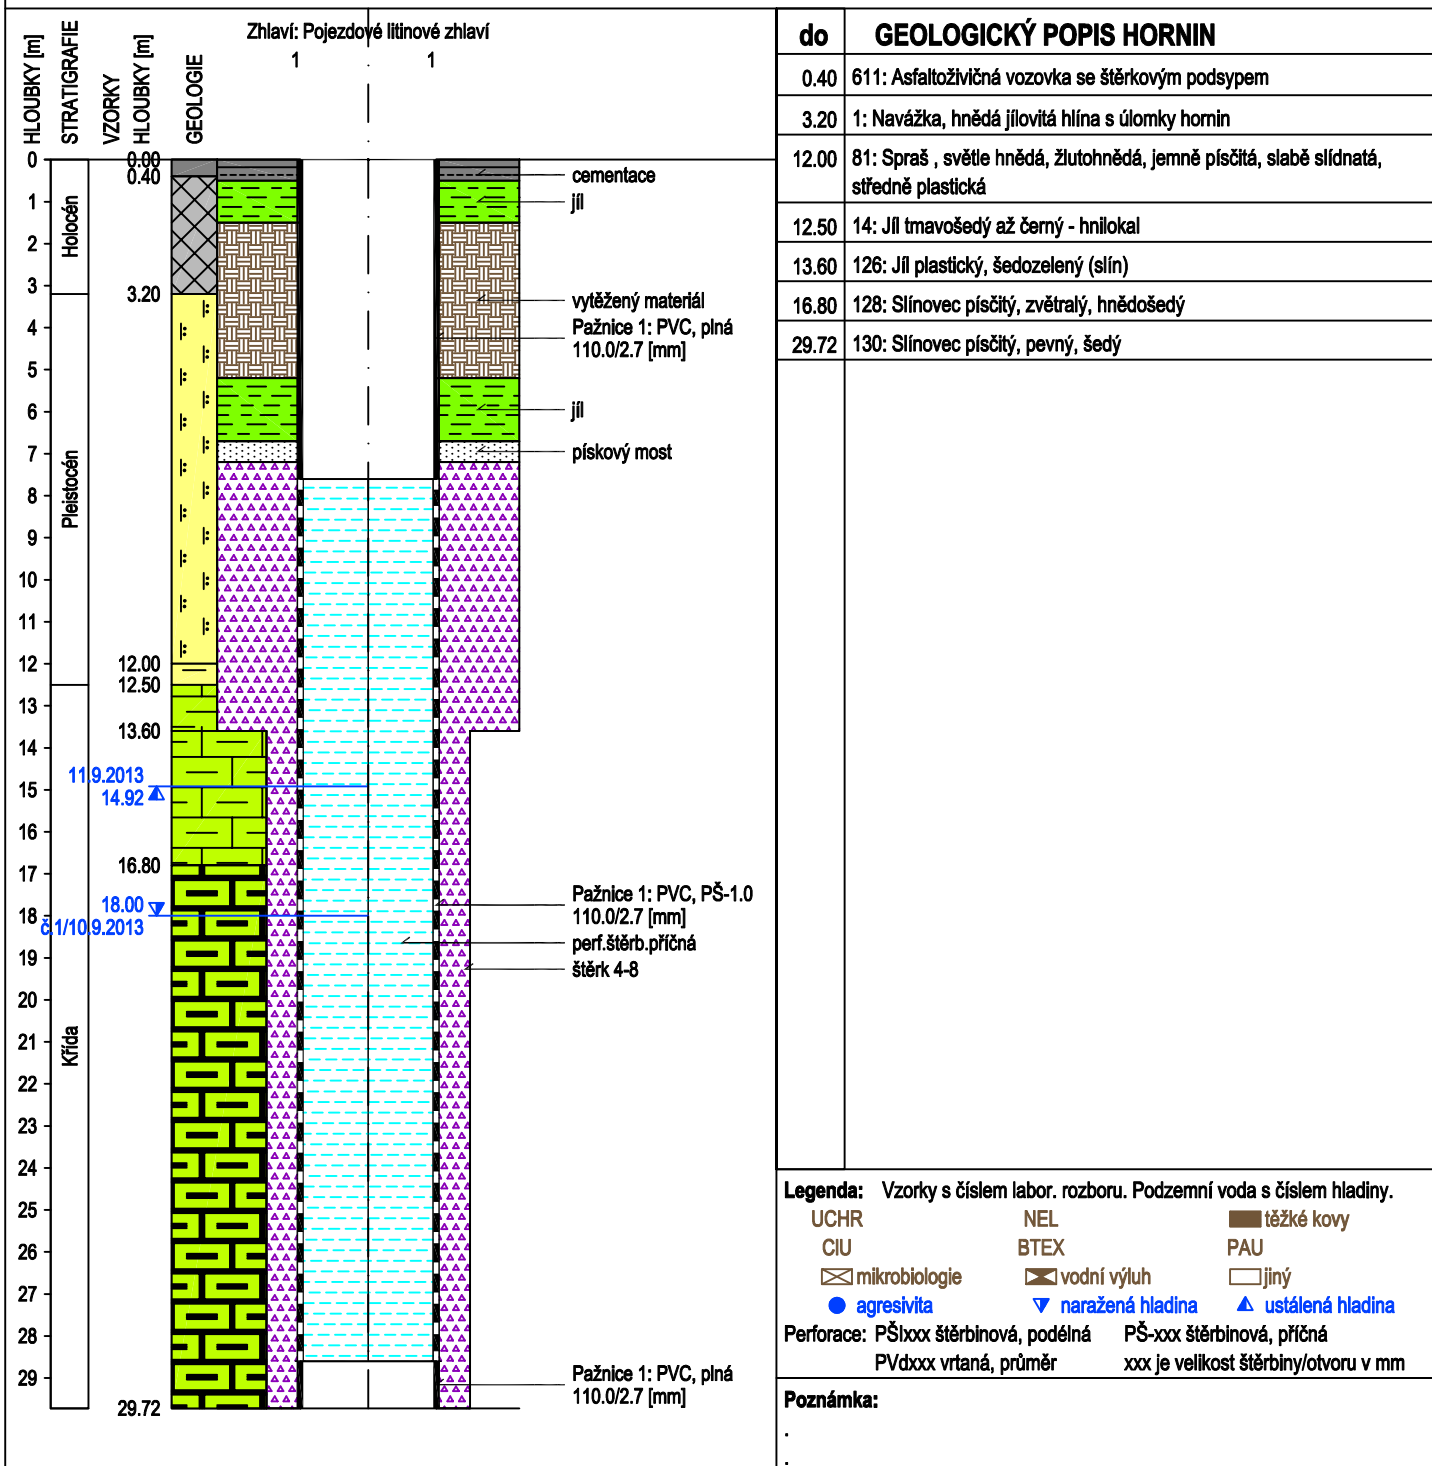 Zhlaví: Pojezdové litinové zhlaví
1 1
HLOUBKY [m]
STRATIGRAFIE
VZORKY
HLOUBKY [m]
GEOLOGIE
0
1
2
3
4
5
6
7
8
9
10
11
12
13
14
15
16
17
18
19
20
21
22
23
24
25
26
27
28
29
Holocén
Pleistocén
Křída
0.00
0.40
3.20
12.00
12.50
13.60
11.9.2013
14.92
16.80
18.00
č.1/10.9.2013
29.72
cementace
jíl
vytěžený materiál
Pažnice 1: PVC, plná
110.0/2.7 [mm]
jíl
pískový most
Pažnice 1: PVC, PŠ-1.0
110.0/2.7 [mm]
perf.štěrb.příčná
štěrk 4-8
Pažnice 1: PVC, plná
110.0/2.7 [mm]
do GEOLOGICKÝ POPIS HORNIN
0.40 611: Asfaltoživičná vozovka se štěrkovým podsypem
3.20 1: Navážka, hnědá jílovitá hlína s úlomky hornin
12.00 81: Spraš , světle hnědá, žlutohnědá, jemně písčitá, slabě slídnatá,
středně plastická
12.50 14: Jíl tmavošedý až černý - hnilokal
13.60 126: Jíl plastický, šedozelený (slín)
16.80 128: Slínovec písčitý, zvětralý, hnědošedý
29.72 130: Slínovec písčitý, pevný, šedý
Legenda: Vzorky s číslem labor. rozboru. Podzemní voda s číslem hladiny.
UCHR NEL těžké kovy
CIU BTEX PAU
mikrobiologie vodní výluh jiný
agresivita naražená hladina ustálená hladina
Perforace: PŠlxxx štěrbinová, podélná PŠ-xxx štěrbinová, příčná
PVdxxx vrtaná, průměr xxx je velikost štěrbiny/otvoru v mm
Poznámka:
.
.